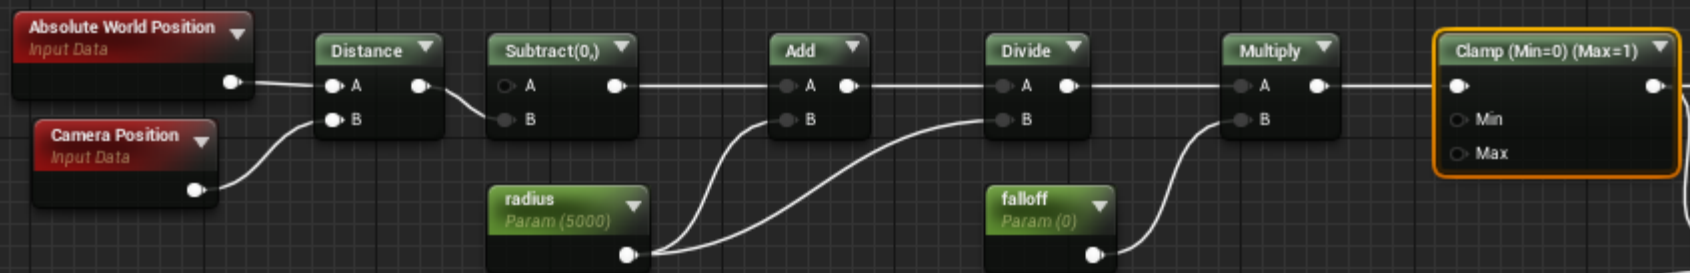 Absolute World Position
Input Data
Camera Position
Input Data
Distance
A
B
Subtract(0,)
A
B
radius
Param (5000)
Add
A
B
Divide
A
B
falloff
Param (0)
Multiply
A
B
Clamp (Min=0) (Max=1)
Min
Max